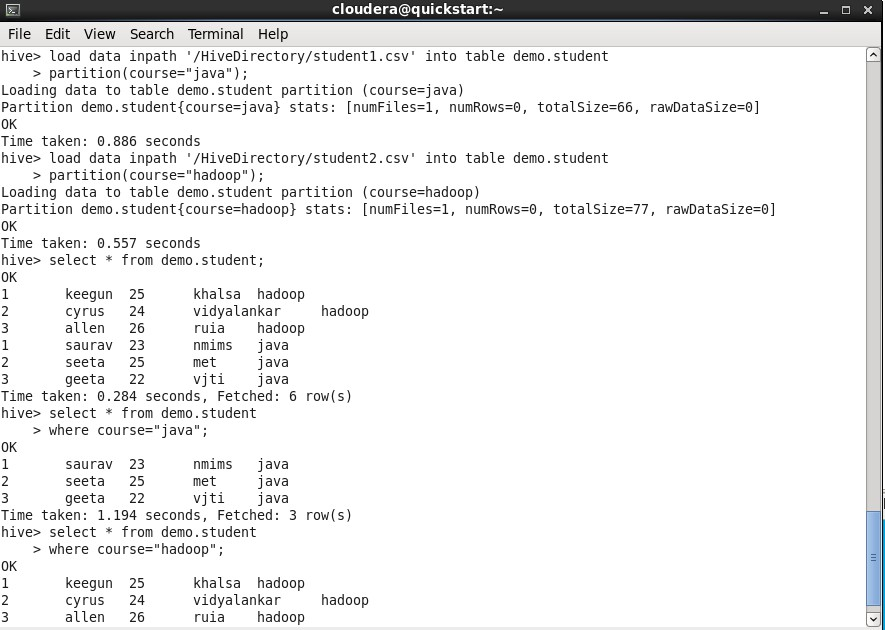 cloudera@quickstart:~
File Edit View Search Terminal Help
hive> load data inpath '/HiveDirectory/student1.csv' into table demo.student
    > partition(course="java");
Loading data to table demo.student partition (course=java)
Partition demo.student{course=java} stats: [numFiles=1, numRows=0, totalSize=66, rawDataSize=0]
OK
Time taken: 0.886 seconds
hive> load data inpath '/HiveDirectory/student2.csv' into table demo.student
    > partition(course="hadoop");
Loading data to table demo.student partition (course=hadoop)
Partition demo.student{course=hadoop} stats: [numFiles=1, numRows=0, totalSize=77, rawDataSize=0]
OK
Time taken: 0.557 seconds
hive> select * from demo.student;
OK
1       keegun  25      khalsa  hadoop
2       cyrus   24      vidyalankar     hadoop
3       allen   26      ruia    hadoop
1       saurav  23      nmims   java
2       seeta   25      met     java
3       geeta   22      vjti    java
Time taken: 0.284 seconds, Fetched: 6 row(s)
hive> select * from demo.student
    > where course="java";
OK
1       saurav  23      nmims   java
2       seeta   25      met     java
3       geeta   22      vjti    java
Time taken: 1.194 seconds, Fetched: 3 row(s)
hive> select * from demo.student
    > where course="hadoop";
OK
1       keegun  25      khalsa  hadoop
2       cyrus   24      vidyalankar     hadoop
3       allen   26      ruia    hadoop